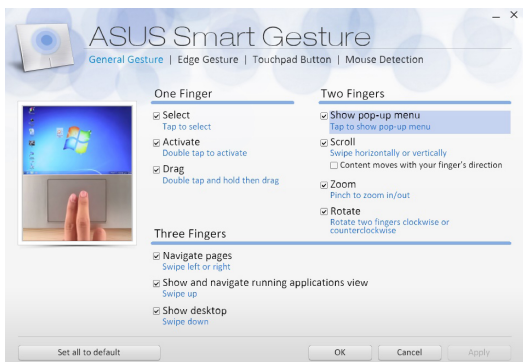 ASUS Smart Gesture
General Gesture | Edge Gesture | Touchpad Button | Mouse Detection
One Finger
Select
Tap to select
Activate
Double tap to activate
Drag
Double tap and hold then drag
Two Fingers
Show pop-up menu
Tap to show pop-up menu
Scroll
Swipe horizontally or vertically
Content moves with your finger's direction
Zoom
Pinch to zoom in/out
Rotate
Rotate two fingers clockwise or
counterclockwise
Three Fingers
Navigate pages
Swipe left or right
Show and navigate running applications view
Swipe up
Show desktop
Swipe down
Set all to default
OK
Cancel
Apply